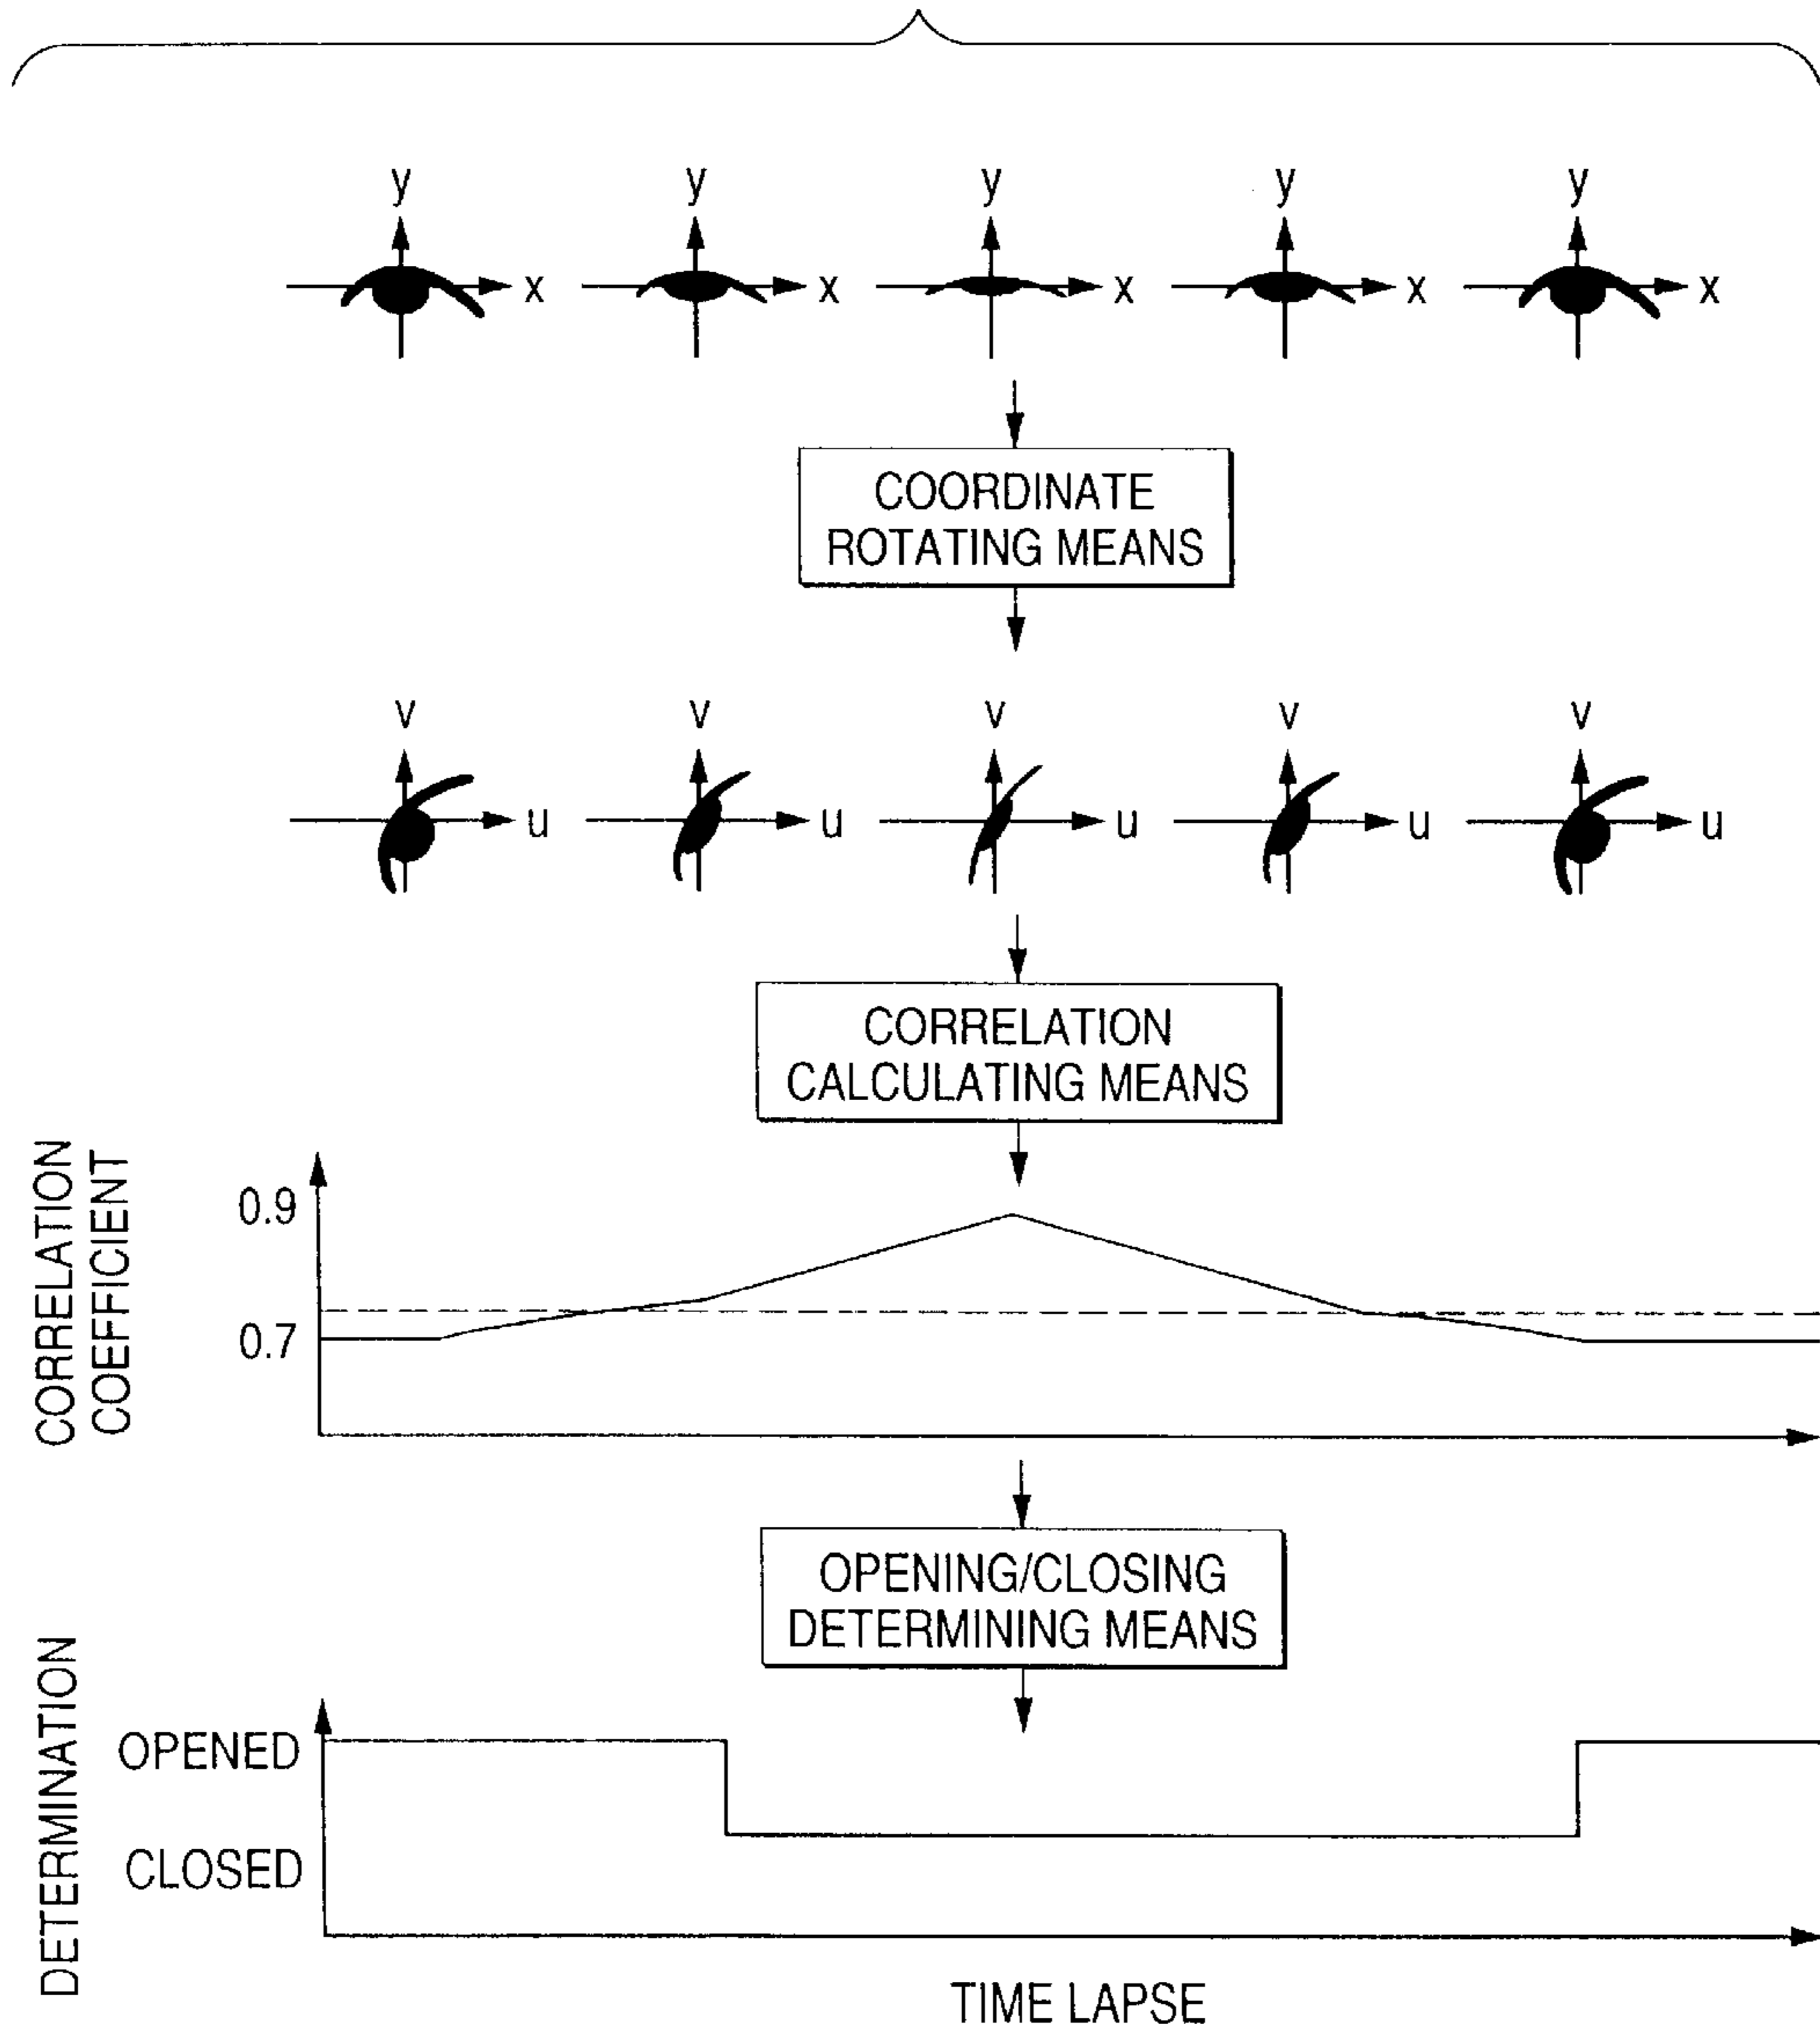 y y y y y
x x x x x
COORDINATE
ROTATING MEANS
v v v v v
u u u u u
CORRELATION
CALCULATING MEANS
CORRELATION
COEFFICIENT
0.9
0.7
OPENING/CLOSING
DETERMINING MEANS
DETERMINATION
OPENED
CLOSED
TIME LAPSE